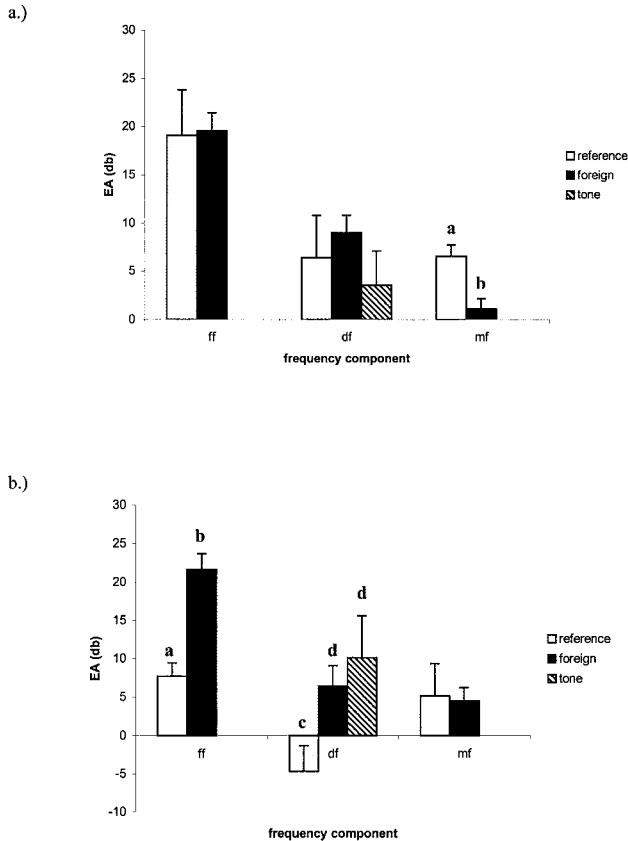 a.)
30
25
20
15
10
5
0
EA (db)
a
b
ff
df
mf
frequency component
reference
foreign
tone
b.)
30
25
20
15
10
5
0
-5
-10
EA (db)
a
b
c
d
d
ff
df
mf
frequency component
reference
foreign
tone